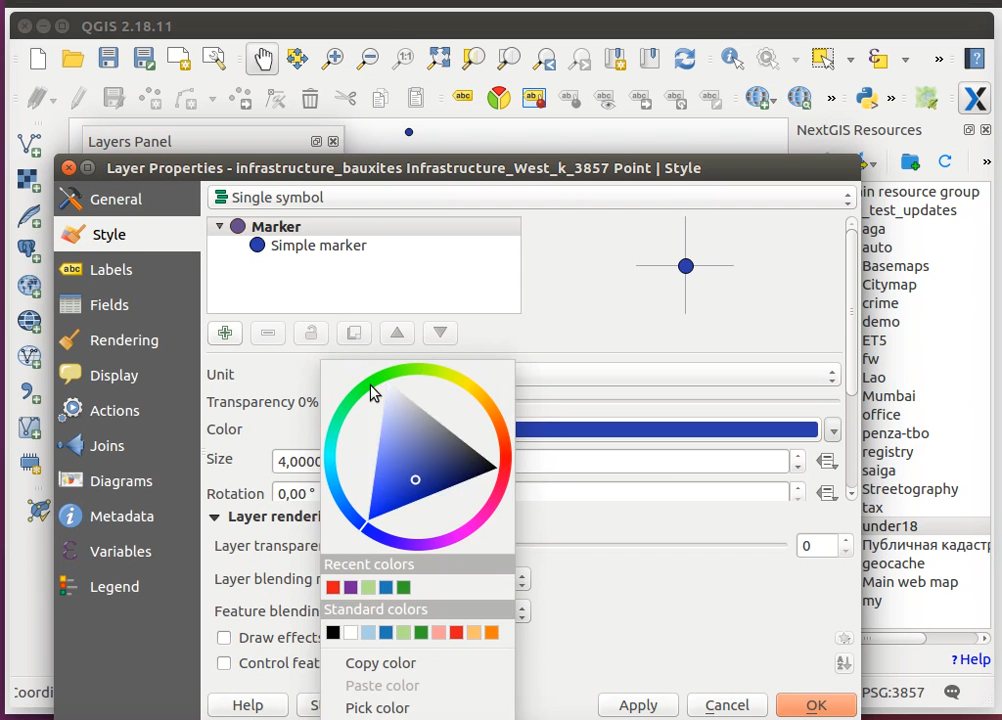 QGIS 2.18.11
Layers Panel
NextGIS Resources
Layer Properties - infrastructure_bauxites Infrastructure_West_k_3857 Point | Style
General
Style
Labels
Fields
Rendering
Display
Actions
Joins
Diagrams
Metadata
Variables
Legend
Single symbol
Marker
Simple marker
Unit
Transparency 0%
Color
Size
4,0000
Rotation
0,00 °
Layer renderi
Layer transpare
0
Layer blending
Feature blending
Draw effects
Control feat
Recent colors
Standard colors
Copy color
Paste color
Pick color
Help
Apply
Cancel
OK
in resource group
_test_updates
aga
auto
Basemaps
Citymap
crime
demo
ET5
fw
Lao
Mumbai
office
penza-tbo
registry
saiga
Streetography
tax
under18
Публичная кадастр
geocache
Main web map
my
? Help
Coordi
PSG:3857